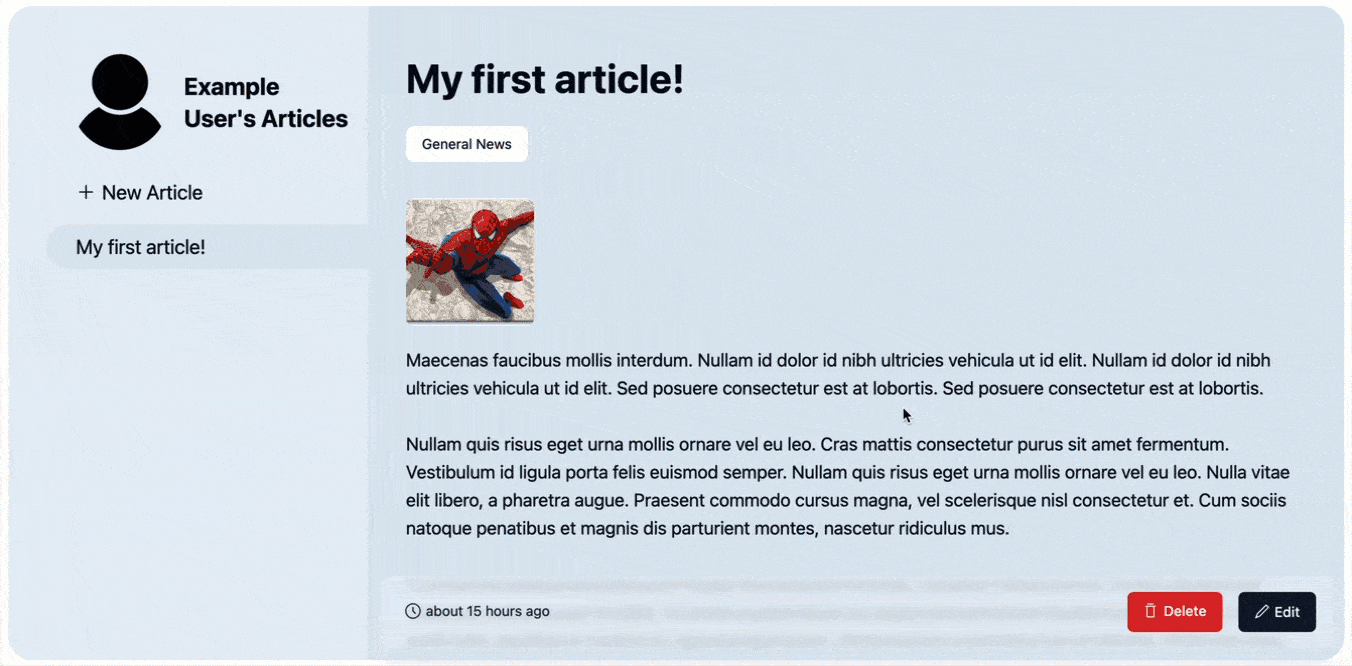 Example
User's Articles
New Article
My first article!
My first article!
General News
Maecenas faucibus mollis interdum. Nullam id dolor id nibh ultricies vehicula ut id elit. Nullam id dolor id nibh
ultricies vehicula ut id elit. Sed posuere consectetur est at lobortis. Sed posuere consectetur est at lobortis.
Nullam quis risus eget urna mollis ornare vel eu leo. Cras mattis consectetur purus sit amet fermentum.
Vestibulum id ligula porta felis euismod semper. Nullam quis risus eget urna mollis ornare vel eu leo. Nulla vitae
elit libero, a pharetra augue. Praesent commodo cursus magna, vel scelerisque nisl consectetur et. Cum sociis
natoque penatibus et magnis dis parturient montes, nascetur ridiculus mus.
about 15 hours ago
Delete
Edit